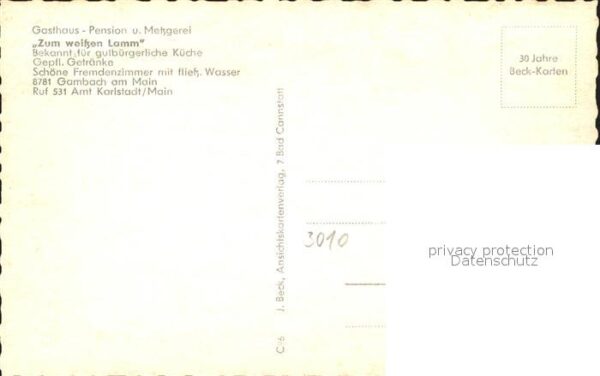 Gasthaus - Pension u. Metzgerei
„Zum weißen Lamm"
Bekannt für gutbürgerliche Küche
Gepfl. Getränke
Schöne Fremdenzimmer mit fließ. Wasser
8781 Gambach am Main
Ruf 531 Amt Karlstadt/Main
30 Jahre
Beck-Karten
C-6 J. Beck, Ansichtskartenverlag, 7 Bad Cannstatt
3010
privacy protection
Datenschutz